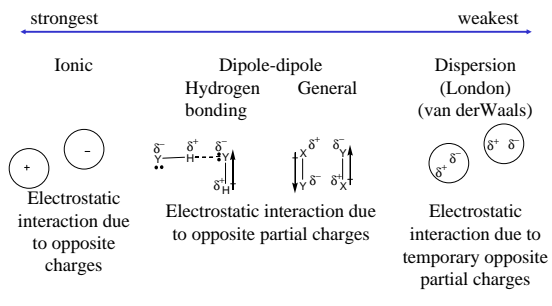 strongest weakest
Ionic Dipole-dipole Dispersion
Hydrogen General (London)
bonding (van derWaals)
δ⁻ δ⁺ δ⁻ δ⁺ δ⁻ δ⁺ δ⁻
Y H Y X Y
+ − δ⁺ δ⁻ δ⁺ δ⁻
H Y δ⁺ X
δ⁺ δ⁻
Electrostatic Electrostatic interaction due Electrostatic
interaction due to opposite partial charges interaction due to
to opposite temporary opposite
charges partial charges